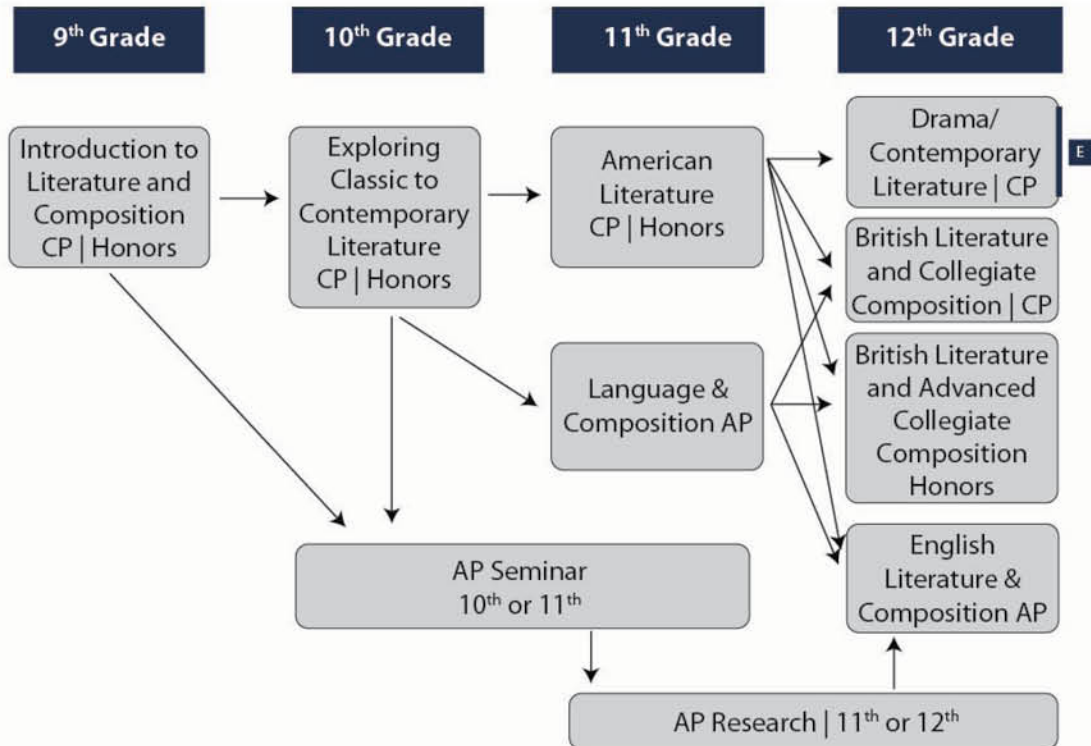 9th Grade
10th Grade
11th Grade
12th Grade
Introduction to
Literature and
Composition
CP | Honors
Exploring
Classic to
Contemporary
Literature
CP | Honors
American
Literature
CP | Honors
Drama/
Contemporary
Literature | CP
E
British Literature
and Collegiate
Composition | CP
Language &
Composition AP
British Literature
and Advanced
Collegiate
Composition
Honors
AP Seminar
10th or 11th
English
Literature &
Composition AP
AP Research | 11th or 12th